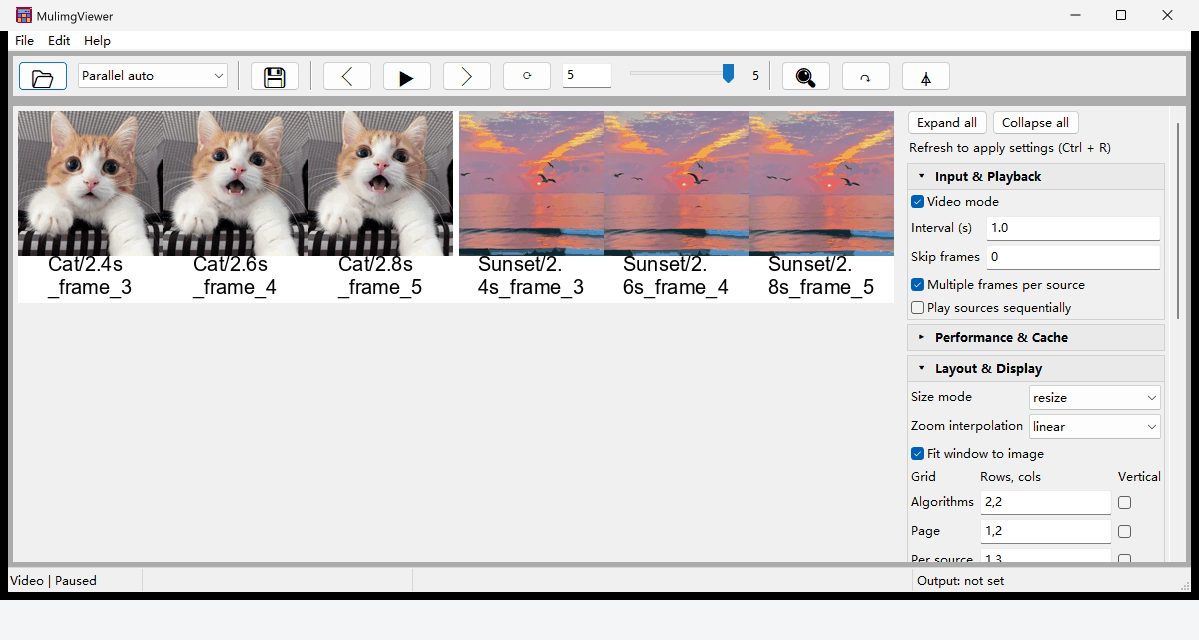 MulimgViewer
File Edit Help
Parallel auto 5 5
Expand all Collapse all
Refresh to apply settings (Ctrl + R)
Input & Playback
Video mode
Interval (s) 1.0
Skip frames 0
Multiple frames per source
Play sources sequentially
Performance & Cache
Layout & Display
Size mode resize
Zoom interpolation linear
Fit window to image
Grid Rows, cols Vertical
Algorithms 2,2
Page 1,2
Per source 1,3
Cat/2.4s
_frame_3
Cat/2.6s
_frame_4
Cat/2.8s
_frame_5
Sunset/2.
4s_frame_3
Sunset/2.
6s_frame_4
Sunset/2.
8s_frame_5
Video | Paused
Output: not set